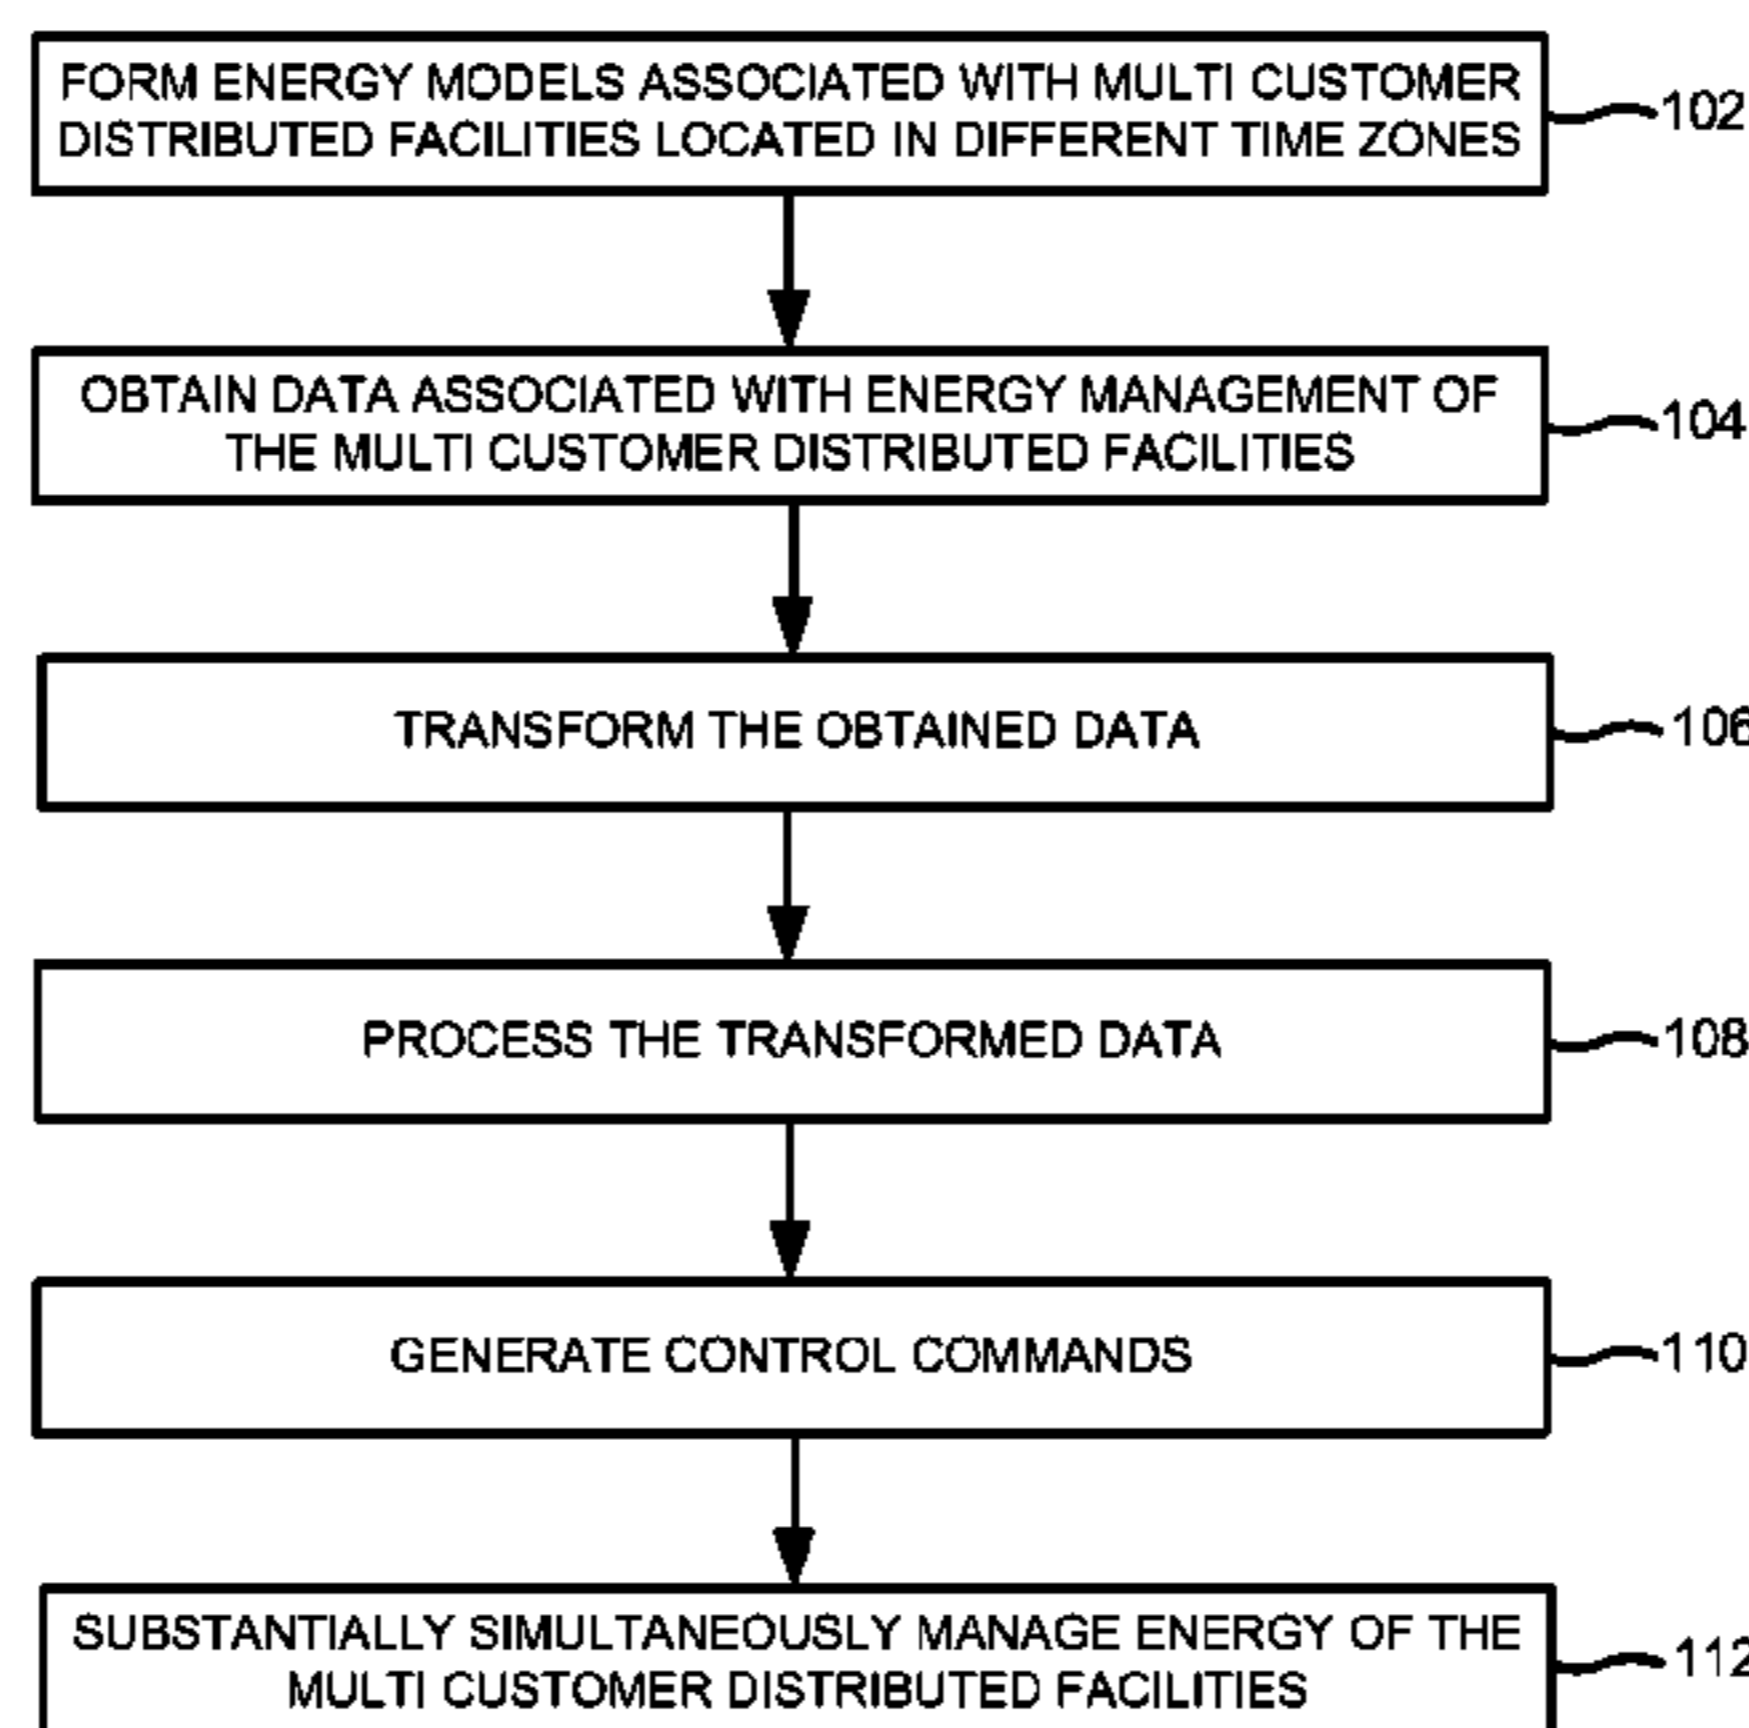 FORM ENERGY MODELS ASSOCIATED WITH MULTI CUSTOMER
DISTRIBUTED FACILITIES LOCATED IN DIFFERENT TIME ZONES
102
OBTAIN DATA ASSOCIATED WITH ENERGY MANAGEMENT OF
THE MULTI CUSTOMER DISTRIBUTED FACILITIES
104
TRANSFORM THE OBTAINED DATA
106
PROCESS THE TRANSFORMED DATA
108
GENERATE CONTROL COMMANDS
110
SUBSTANTIALLY SIMULTANEOUSLY MANAGE ENERGY OF THE
MULTI CUSTOMER DISTRIBUTED FACILITIES
112